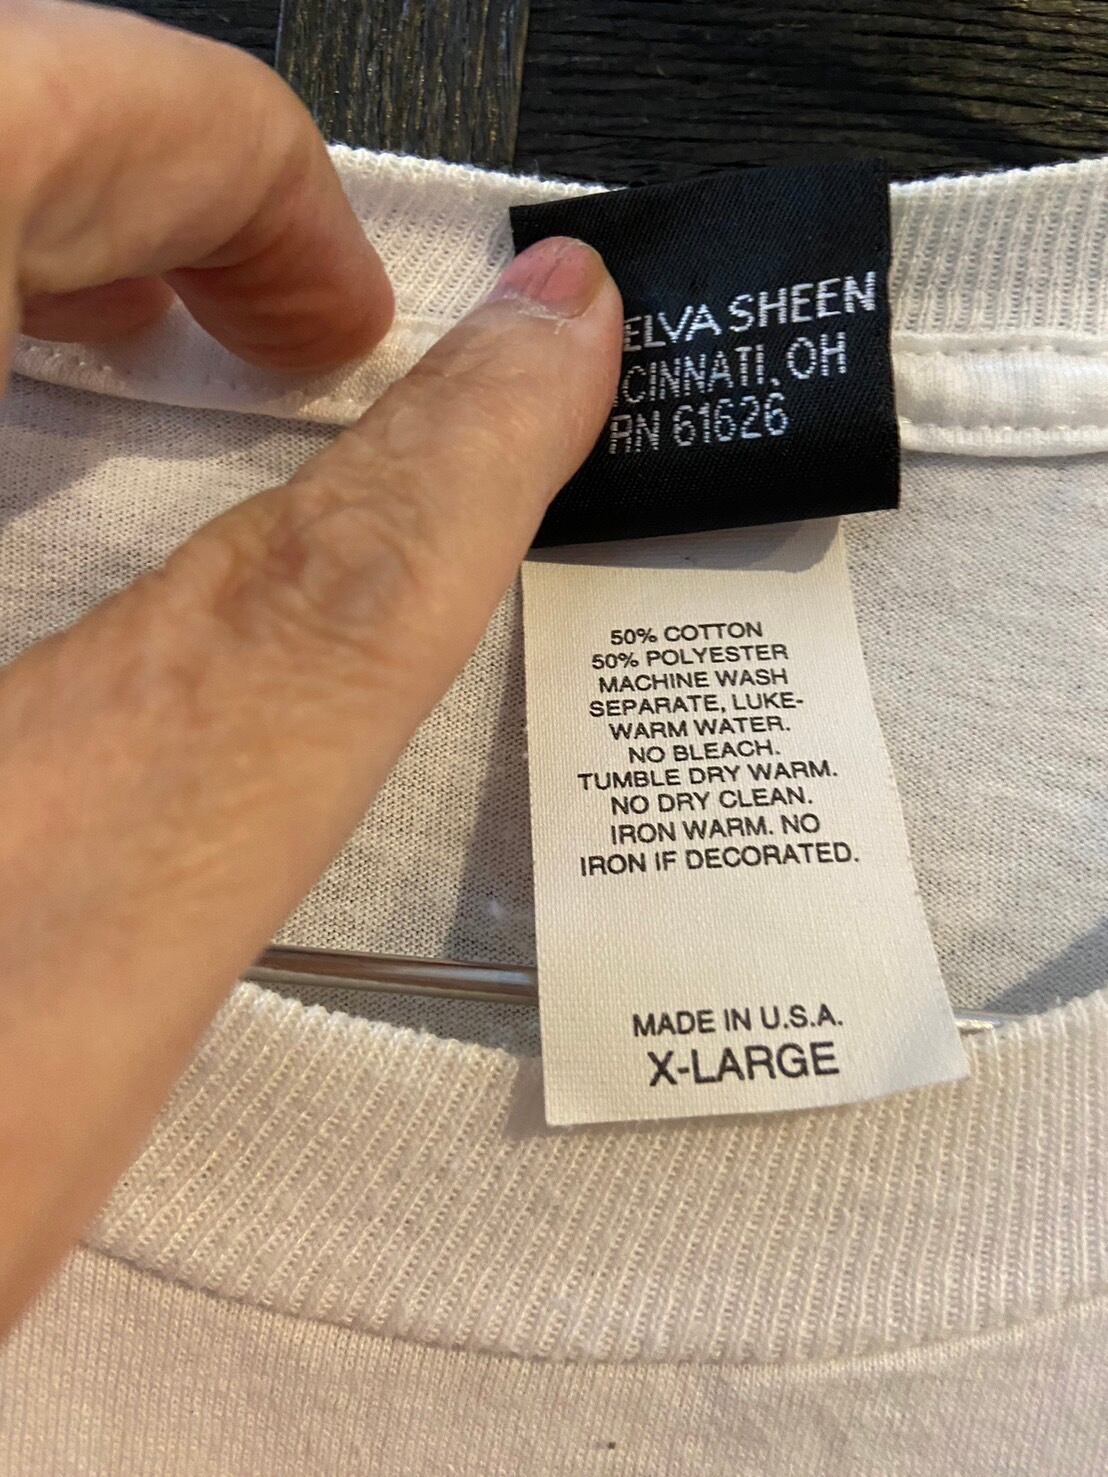 ELVA SHEEN
CINNATI, OH
RN 61626
50% COTTON
50% POLYESTER
MACHINE WASH
SEPARATE, LUKE-
WARM WATER.
NO BLEACH.
TUMBLE DRY WARM.
NO DRY CLEAN.
IRON WARM. NO
IRON IF DECORATED.
MADE IN U.S.A.
X-LARGE